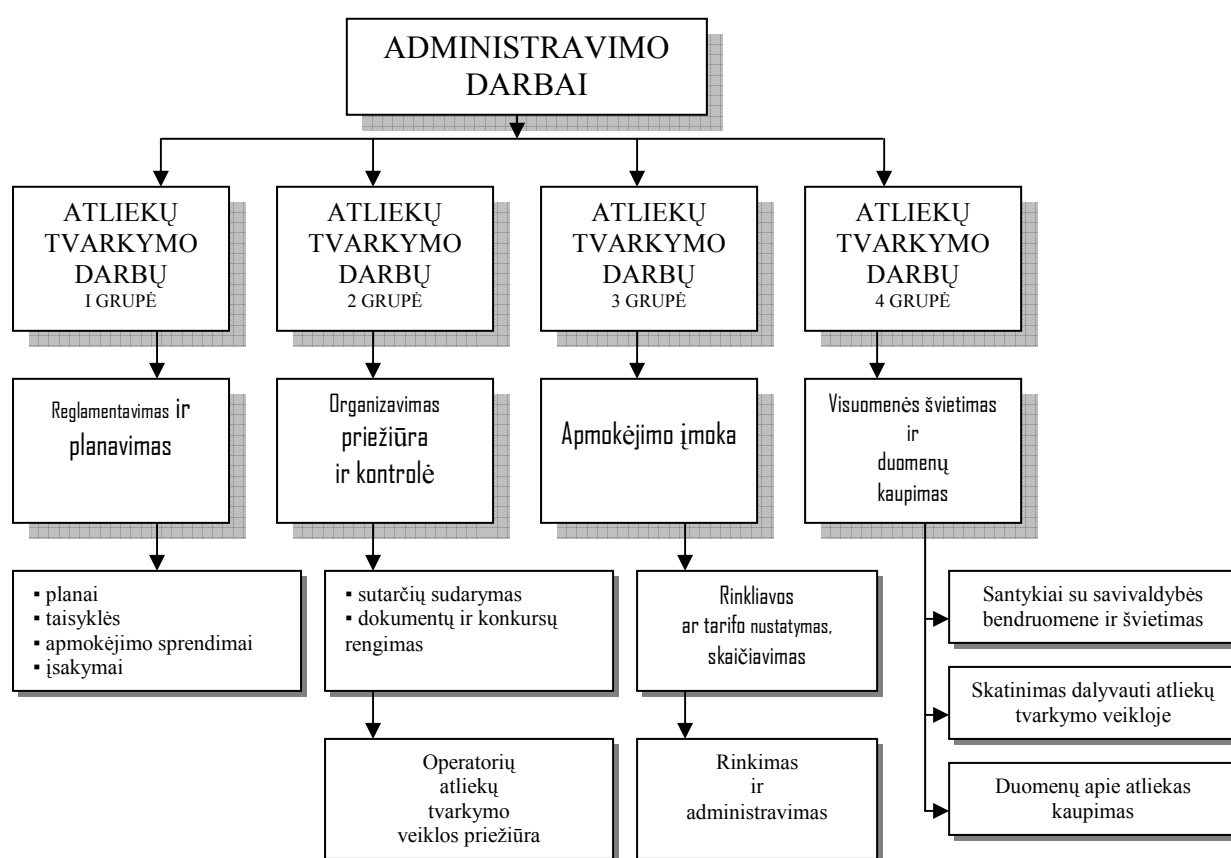 ADMINISTRAVIMO
DARBAI
ATLIEKŲ
TVARKYMO
DARBŲ
I GRUPĖ
ATLIEKŲ
TVARKYMO
DARBŲ
2 GRUPĖ
ATLIEKŲ
TVARKYMO
DARBŲ
3 GRUPĖ
ATLIEKŲ
TVARKYMO
DARBŲ
4 GRUPĖ
Reglamentavimas ir
planavimas
Organizavimas
priežiūra
ir kontrolė
Apmokėjimo įmoka
Visuomenės švietimas
ir
duomenų
kaupimas
▪ planai
▪ taisyklės
▪ apmokėjimo sprendimai
▪ įsakymai
▪ sutarčių sudarymas
▪ dokumentų ir konkursų
rengimas
Rinkliavos
ar tarifo nustatymas,
skaičiavimas
Santykiai su savivaldybės
bendruomene ir švietimas
Skatinimas dalyvauti atliekų
tvarkymo veikloje
Operatorių
atliekų
tvarkymo
veiklos priežiūra
Rinkimas
ir
administravimas
Duomenų apie atliekas
kaupimas